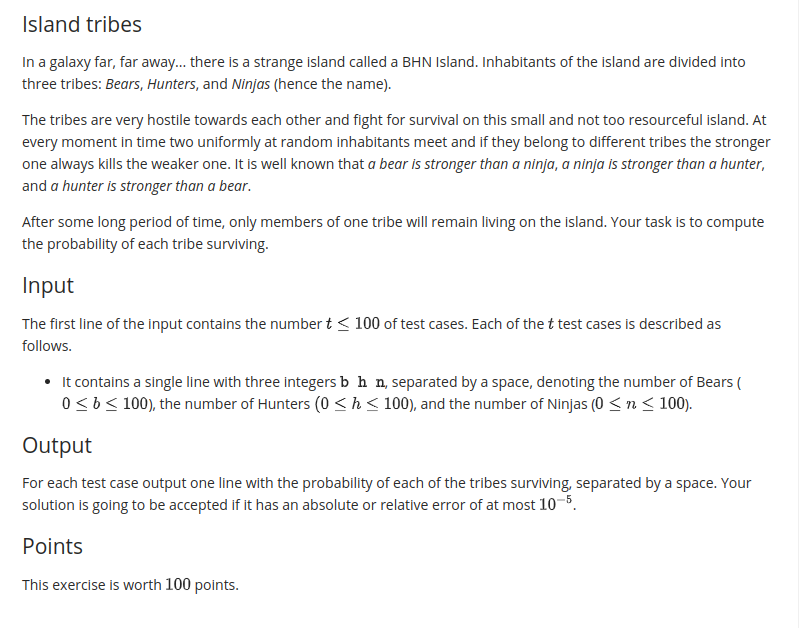 Island tribes
In a galaxy far, far away... there is a strange island called a BHN Island. Inhabitants of the island are divided into
three tribes: Bears, Hunters, and Ninjas (hence the name).
The tribes are very hostile towards each other and fight for survival on this small and not too resourceful island. At
every moment in time two uniformly at random inhabitants meet and if they belong to different tribes the stronger
one always kills the weaker one. It is well known that a bear is stronger than a ninja, a ninja is stronger than a hunter,
and a hunter is stronger than a bear.
After some long period of time, only members of one tribe will remain living on the island. Your task is to compute
the probability of each tribe surviving.
Input
The first line of the input contains the number t ≤ 100 of test cases. Each of the t test cases is described as
follows.
• It contains a single line with three integers b h n, separated by a space, denoting the number of Bears (
0 ≤ b ≤ 100), the number of Hunters (0 ≤ h ≤ 100), and the number of Ninjas (0 ≤ n ≤ 100).
Output
For each test case output one line with the probability of each of the tribes surviving, separated by a space. Your
solution is going to be accepted if it has an absolute or relative error of at most 10⁻⁵.
Points
This exercise is worth 100 points.